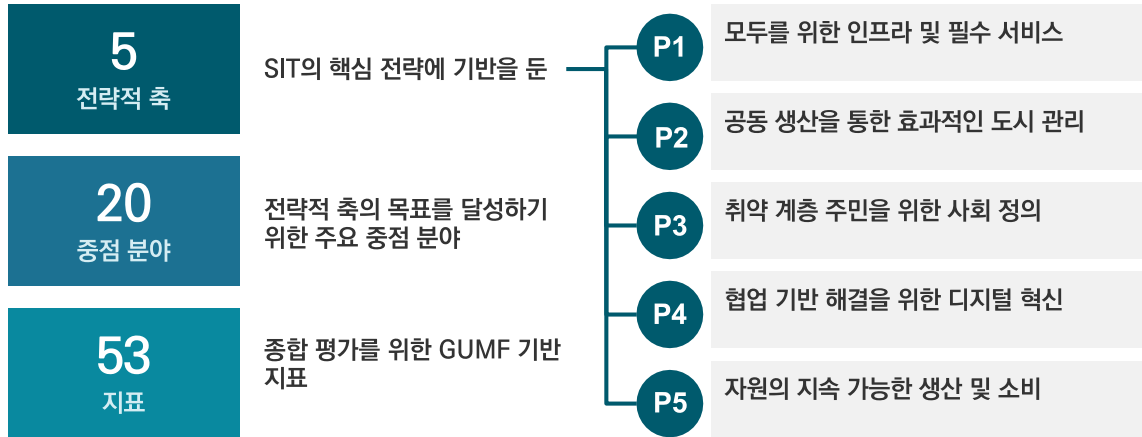 5
전략적 축
SIT의 핵심 전략에 기반을 둔
20
중점 분야
전략적 축의 목표를 달성하기
위한 주요 중점 분야
53
지표
종합 평가를 위한 GUMF 기반
지표
P1
모두를 위한 인프라 및 필수 서비스
P2
공동 생산을 통한 효과적인 도시 관리
P3
취약 계층 주민을 위한 사회 정의
P4
협업 기반 해결을 위한 디지털 혁신
P5
자원의 지속 가능한 생산 및 소비